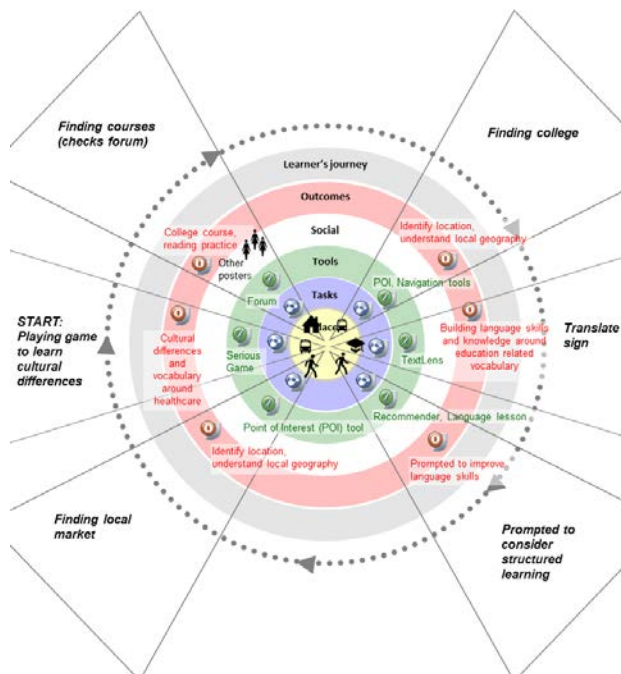 Finding courses
(checks forum)
Finding college
Learner's journey
Outcomes
College course,
reading practice
Social
Identify location,
understand local geography
Other
posters
Tools
Forum
Tasks
POI, Navigation tools
START:
Playing game
to learn
cultural
differences
Cultural
differences
and
vocabulary
around
healthcare
Serious
Game
TextLens
Building language skills
and knowledge around
education related
vocabulary
Translate
sign
Point of Interest (POI) tool
Recommender, Language lesson
Identify location,
understand local geography
Prompted to improve
language skills
Finding local
market
Prompted to
consider
structured
learning